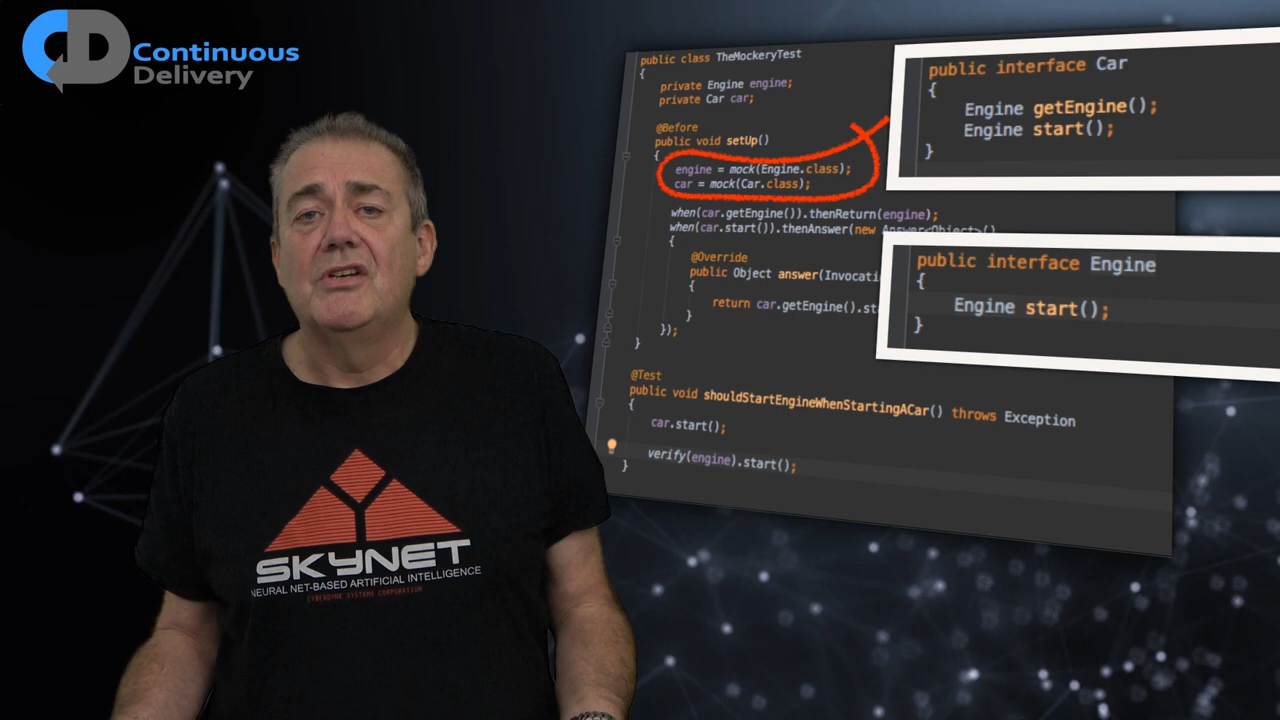 Continuous
Delivery
public class TheMockeryTest
{
private Engine engine;
private Car car;
@Before
public void setUp()
{
engine = mock(Engine.class);
car = mock(Car.class);
when(car.getEngine()).thenReturn(engine);
when(car.start()).thenAnswer(new Answer<Object>()
{
@Override
public Object answer(Invocati
{
return car.getEngine().st
}
});
}
@Test
public void shouldStartEngineWhenStartingACar() throws Exception
{
car.start();
verify(engine).start();
}
public interface Car
{
Engine getEngine();
Engine start();
}
public interface Engine
{
Engine start();
}
SKYNET
NEURAL NET-BASED ARTIFICIAL INTELLIGENCE
CYBERDYNE SYSTEMS CORPORATION